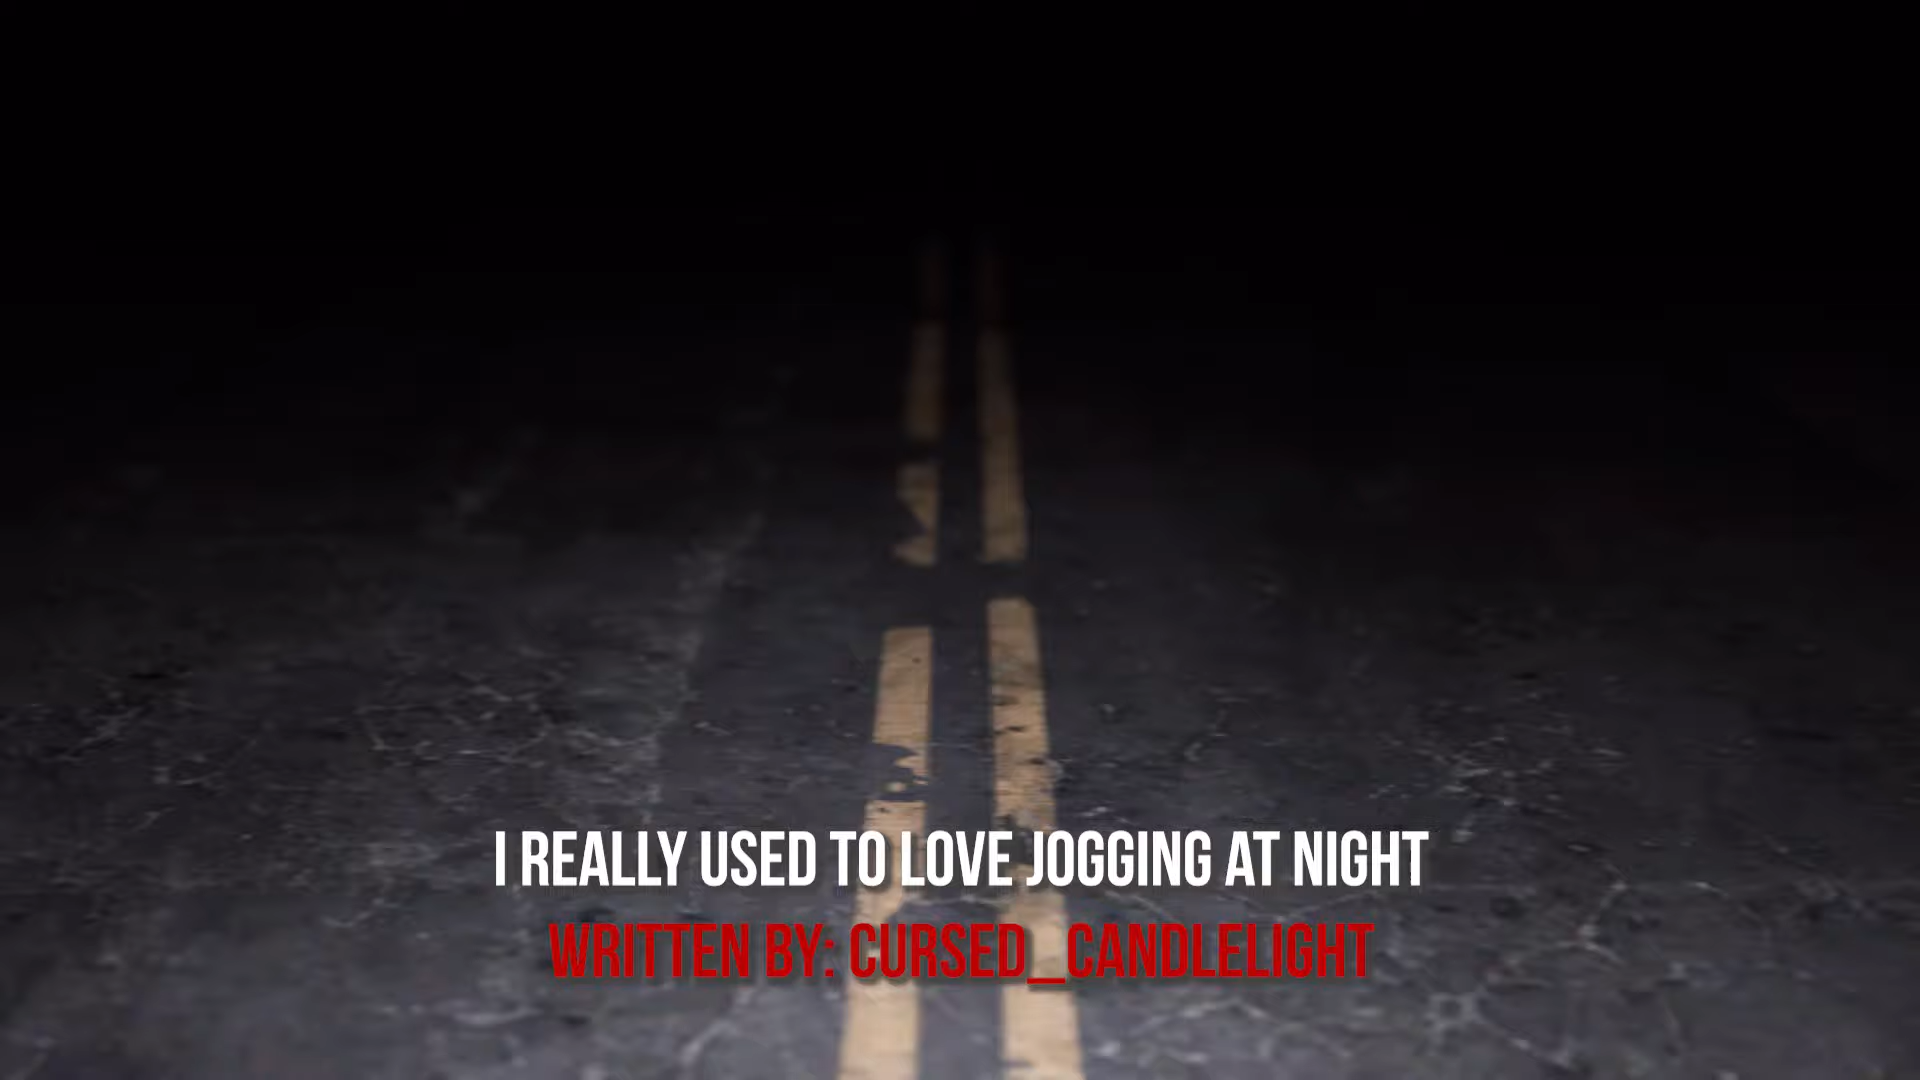 I REALLY USED TO LOVE JOGGING AT NIGHT
WRITTEN BY: CURSED_CANDLELIGHT